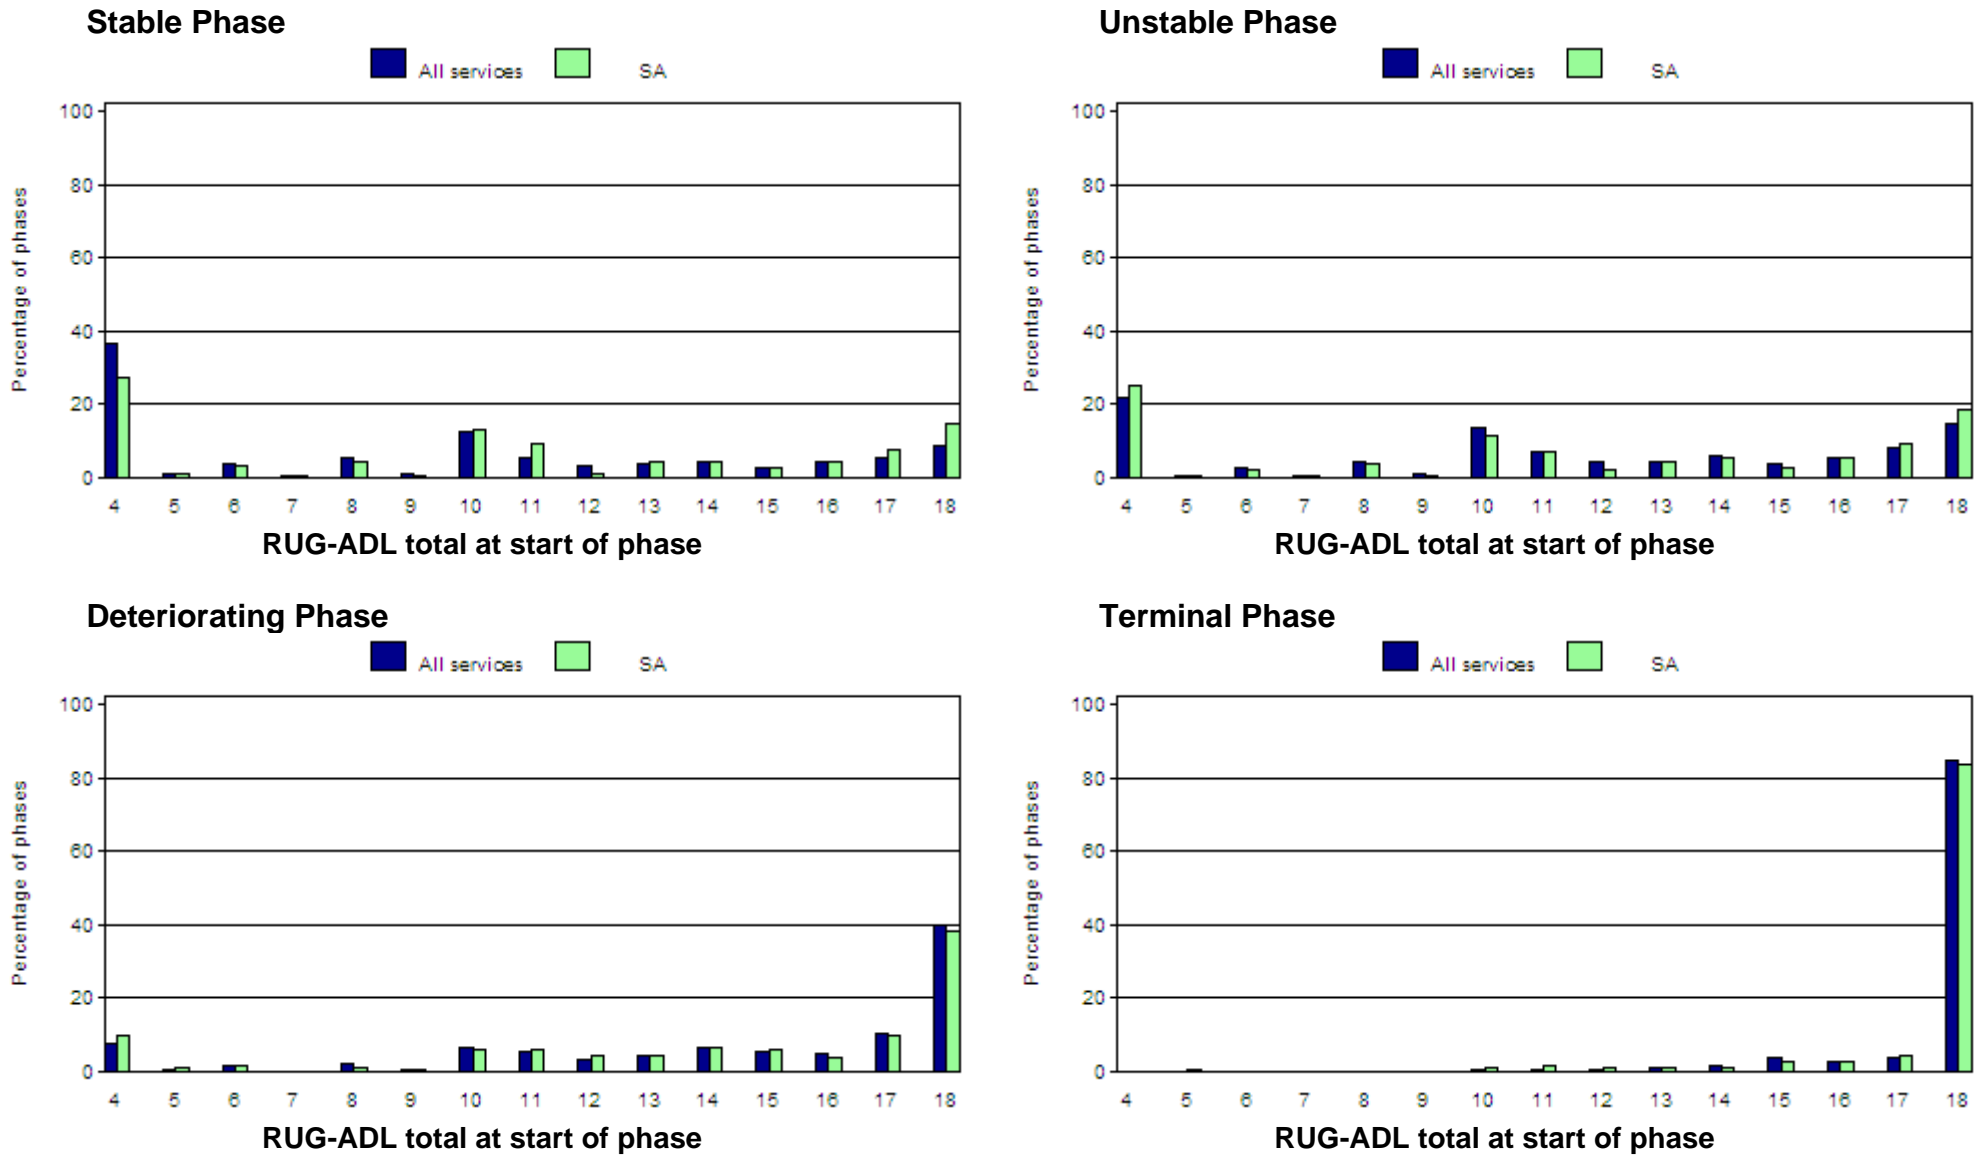 Stable Phase
All services SA
Percentage of phases
100
80
60
40
20
0
4 5 6 7 8 9 10 11 12 13 14 15 16 17 18
RUG-ADL total at start of phase
Unstable Phase
All services SA
Percentage of phases
100
80
60
40
20
0
4 5 6 7 8 9 10 11 12 13 14 15 16 17 18
RUG-ADL total at start of phase
Deteriorating Phase
All services SA
Percentage of phases
100
80
60
40
20
0
4 5 6 7 8 9 10 11 12 13 14 15 16 17 18
RUG-ADL total at start of phase
Terminal Phase
All services SA
Percentage of phases
100
80
60
40
20
0
4 5 6 7 8 9 10 11 12 13 14 15 16 17 18
RUG-ADL total at start of phase